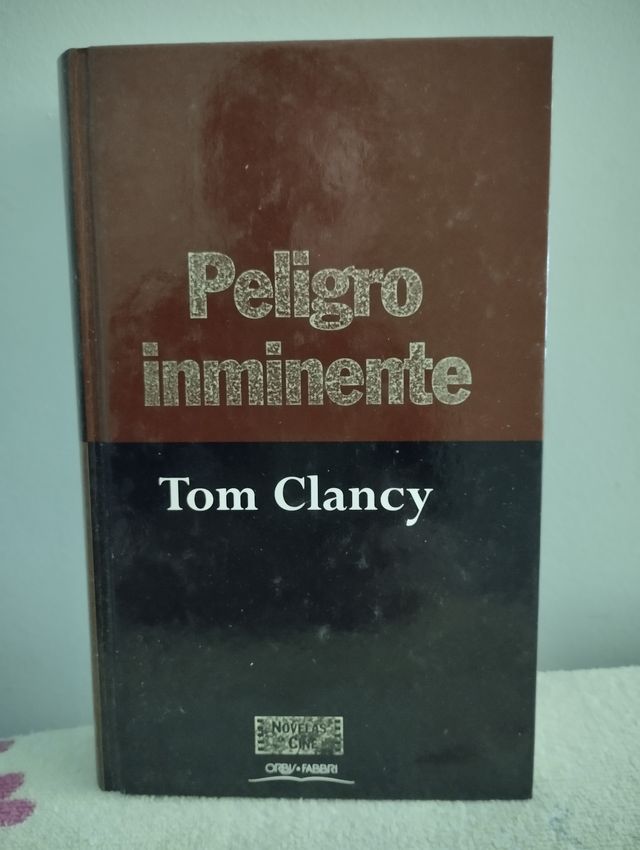 Peligro
inminente
Tom Clancy
NOVELAS
CINE
ORBIS • FABBRI